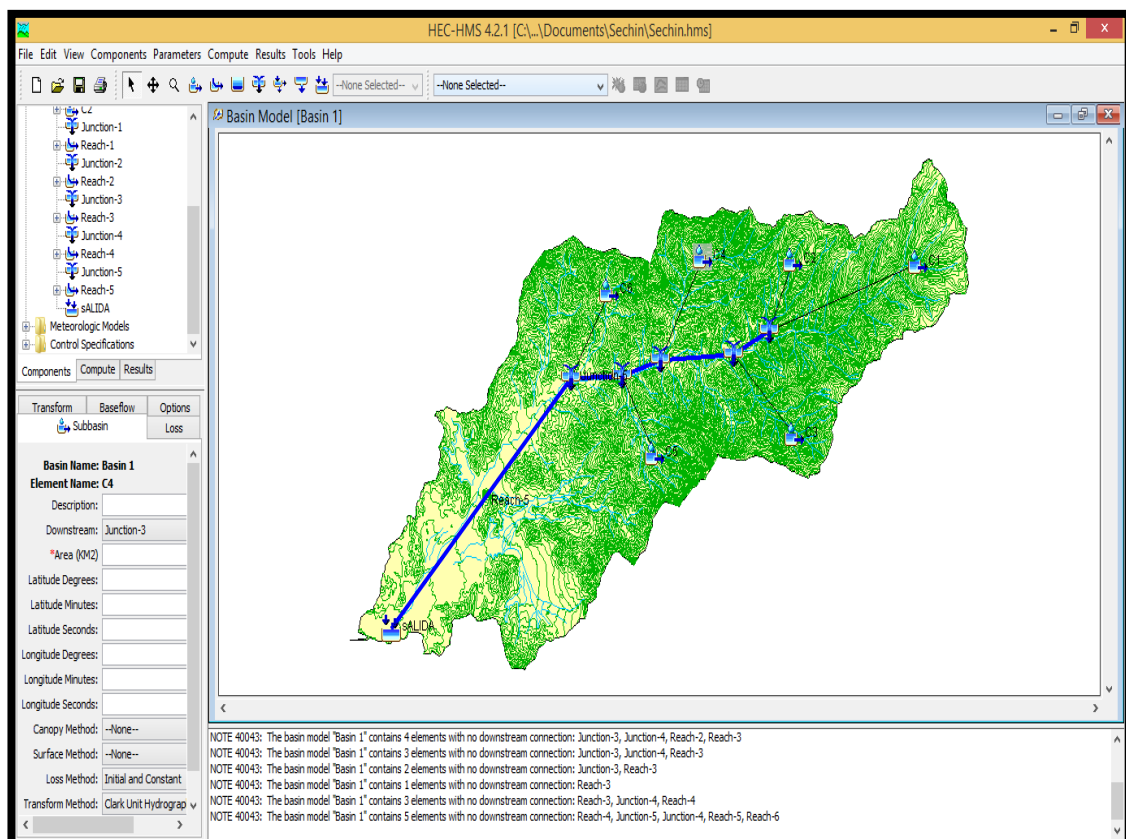 HEC-HMS 4.2.1 [C:\...\Documents\Sechin\Sechin.hms]
File Edit View Components Parameters Compute Results Tools Help
--None Selected-- --None Selected--
C2
Junction-1
Reach-1
Junction-2
Reach-2
Junction-3
Reach-3
Junction-4
Reach-4
Junction-5
Reach-5
sALIDA
Meteorologic Models
Control Specifications
Components Compute Results
Transform Baseflow Options
Subbasin Loss
Basin Name: Basin 1
Element Name: C4
Description:
Downstream: Junction-3
*Area (KM2)
Latitude Degrees:
Latitude Minutes:
Latitude Seconds:
Longitude Degrees:
Longitude Minutes:
Longitude Seconds:
Canopy Method: --None--
Surface Method: --None--
Loss Method: Initial and Constant
Transform Method: Clark Unit Hydrograp
Basin Model [Basin 1]
C4
C1
C3
Reach-5
sALIDA
NOTE 40043: The basin model "Basin 1" contains 4 elements with no downstream connection: Junction-3, Junction-4, Reach-2, Reach-3
NOTE 40043: The basin model "Basin 1" contains 3 elements with no downstream connection: Junction-3, Junction-4, Reach-3
NOTE 40043: The basin model "Basin 1" contains 2 elements with no downstream connection: Junction-3, Reach-3
NOTE 40043: The basin model "Basin 1" contains 1 elements with no downstream connection: Reach-3
NOTE 40043: The basin model "Basin 1" contains 3 elements with no downstream connection: Reach-3, Junction-4, Reach-4
NOTE 40043: The basin model "Basin 1" contains 5 elements with no downstream connection: Reach-4, Junction-5, Junction-4, Reach-5, Reach-6